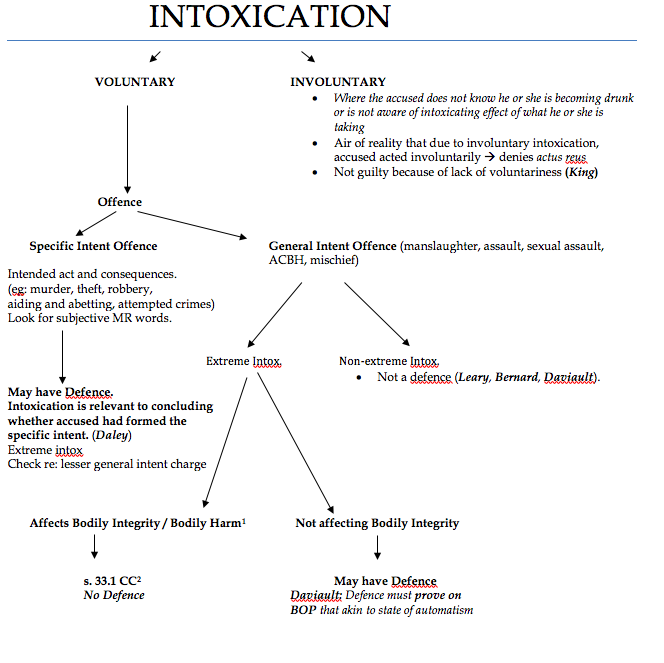 INTOXICATION
VOLUNTARY
INVOLUNTARY
• Where the accused does not know he or she is becoming drunk
or is not aware of intoxicating effect of what he or she is
taking
• Air of reality that due to involuntary intoxication,
accused acted involuntarily → denies actus reus
• Not guilty because of lack of voluntariness (King)
Offence
Specific Intent Offence
Intended act and consequences.
(eg: murder, theft, robbery,
aiding and abetting, attempted crimes)
Look for subjective MR words.
General Intent Offence (manslaughter, assault, sexual assault,
ACBH, mischief)
Extreme Intox.
Non-extreme Intox.
• Not a defence (Leary, Bernard, Daviault).
May have Defence.
Intoxication is relevant to concluding
whether accused had formed the
specific intent. (Daley)
Extreme intox
Check re: lesser general intent charge
Affects Bodily Integrity / Bodily Harm¹
Not affecting Bodily Integrity
s. 33.1 CC²
No Defence
May have Defence
Daviault: Defence must prove on
BOP that akin to state of automatism